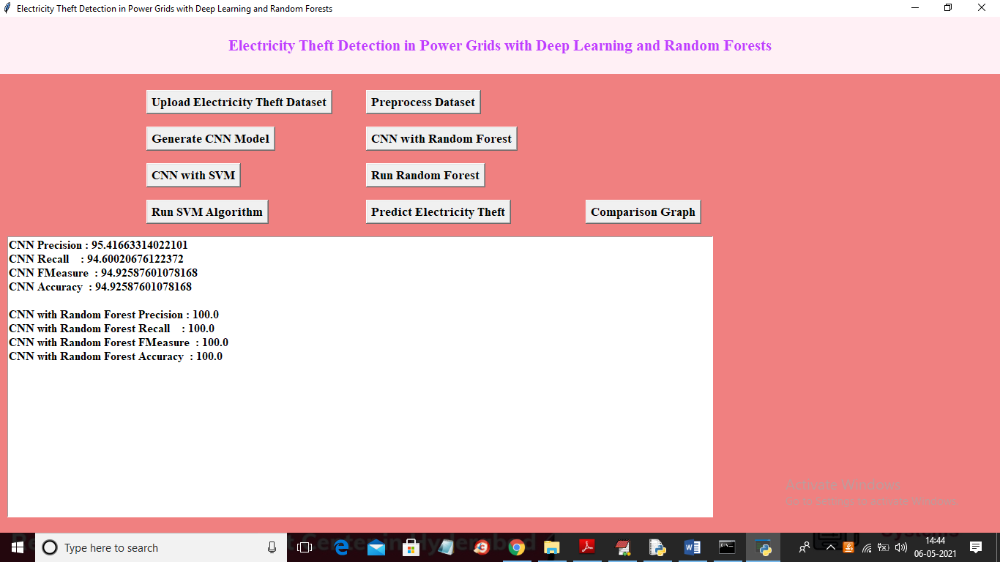 Electricity Theft Detection in Power Grids with Deep Learning and Random Forests
Electricity Theft Detection in Power Grids with Deep Learning and Random Forests
Upload Electricity Theft Dataset Preprocess Dataset
Generate CNN Model CNN with Random Forest
CNN with SVM Run Random Forest
Run SVM Algorithm Predict Electricity Theft Comparison Graph
CNN Precision : 95.41663314022101
CNN Recall : 94.60020676122372
CNN FMeasure : 94.92587601078168
CNN Accuracy : 94.92587601078168
CNN with Random Forest Precision : 100.0
CNN with Random Forest Recall : 100.0
CNN with Random Forest FMeasure : 100.0
CNN with Random Forest Accuracy : 100.0
Activate Windows
Go to Settings to activate Windows.
Systems
Type here to search
14:44
06-05-2021